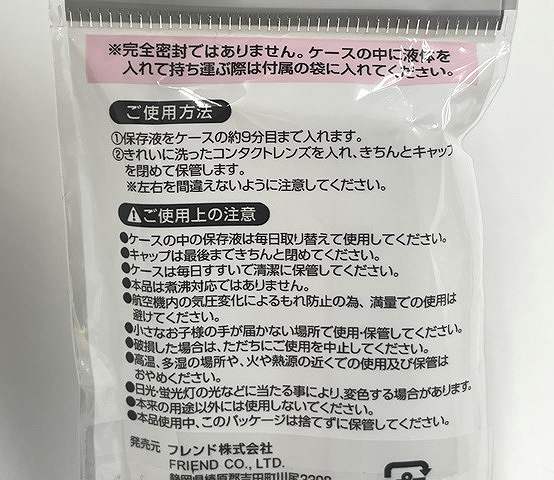 ※完全密封ではありません。ケースの中に液体を
入れて持ち運ぶ際は付属の袋に入れてください。
ご使用方法
①保存液をケースの約9分目まで入れます。
②きれいに洗ったコンタクトレンズを入れ、きちんとキャップ
を閉めて保管します。
※左右を間違えないように注意してください。
⚠ご使用上の注意
●ケースの中の保存液は毎日取り替えて使用してください。
●キャップは最後まできちんと閉めてください。
●ケースは毎日すすいで清潔に保管してください。
●本品は煮沸対応ではありません。
●航空機内の気圧変化によるもれ防止の為、満量での使用は
避けてください。
●小さなお子様の手が届かない場所で使用・保管してください。
●破損した場合は、ただちにご使用を中止してください。
●高温、多湿の場所や、火や熱源の近くでの使用及び保管は
おやめください。
●日光・蛍光灯の光などに当たる事により、変色する場合があります。
●本来の用途以外には使用しないでください。
●本品使用中、このパッケージは捨てずに保管してください。
発売元 フレンド株式会社
FRIEND CO., LTD.
静岡県榛原郡吉田町川尻